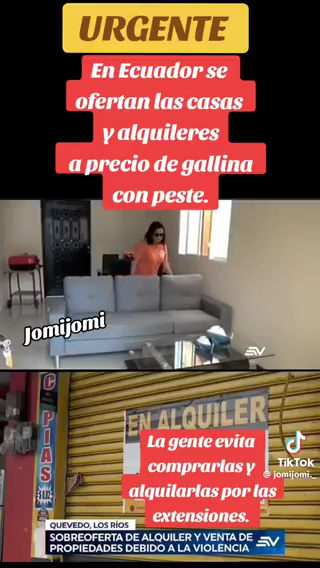 URGENTE
En Ecuador se
ofertan las casas
y alquileres
a precio de gallina
con peste.
Jomijomi
EN ALQUILER
La gente evita
comprarlas y
alquilarlas por las
extensiones.
TikTok
@jomijomi._
QUEVEDO, LOS RÍOS
SOBREOFERTA DE ALQUILER Y VENTA DE
PROPIEDADES DEBIDO A LA VIOLENCIA